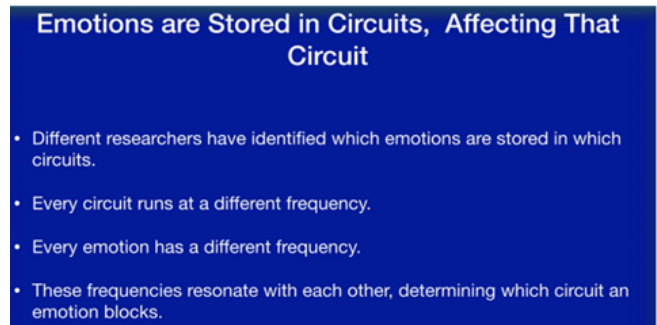 Emotions are Stored in Circuits, Affecting That
Circuit
• Different researchers have identified which emotions are stored in which
circuits.
• Every circuit runs at a different frequency.
• Every emotion has a different frequency.
• These frequencies resonate with each other, determining which circuit an
emotion blocks.